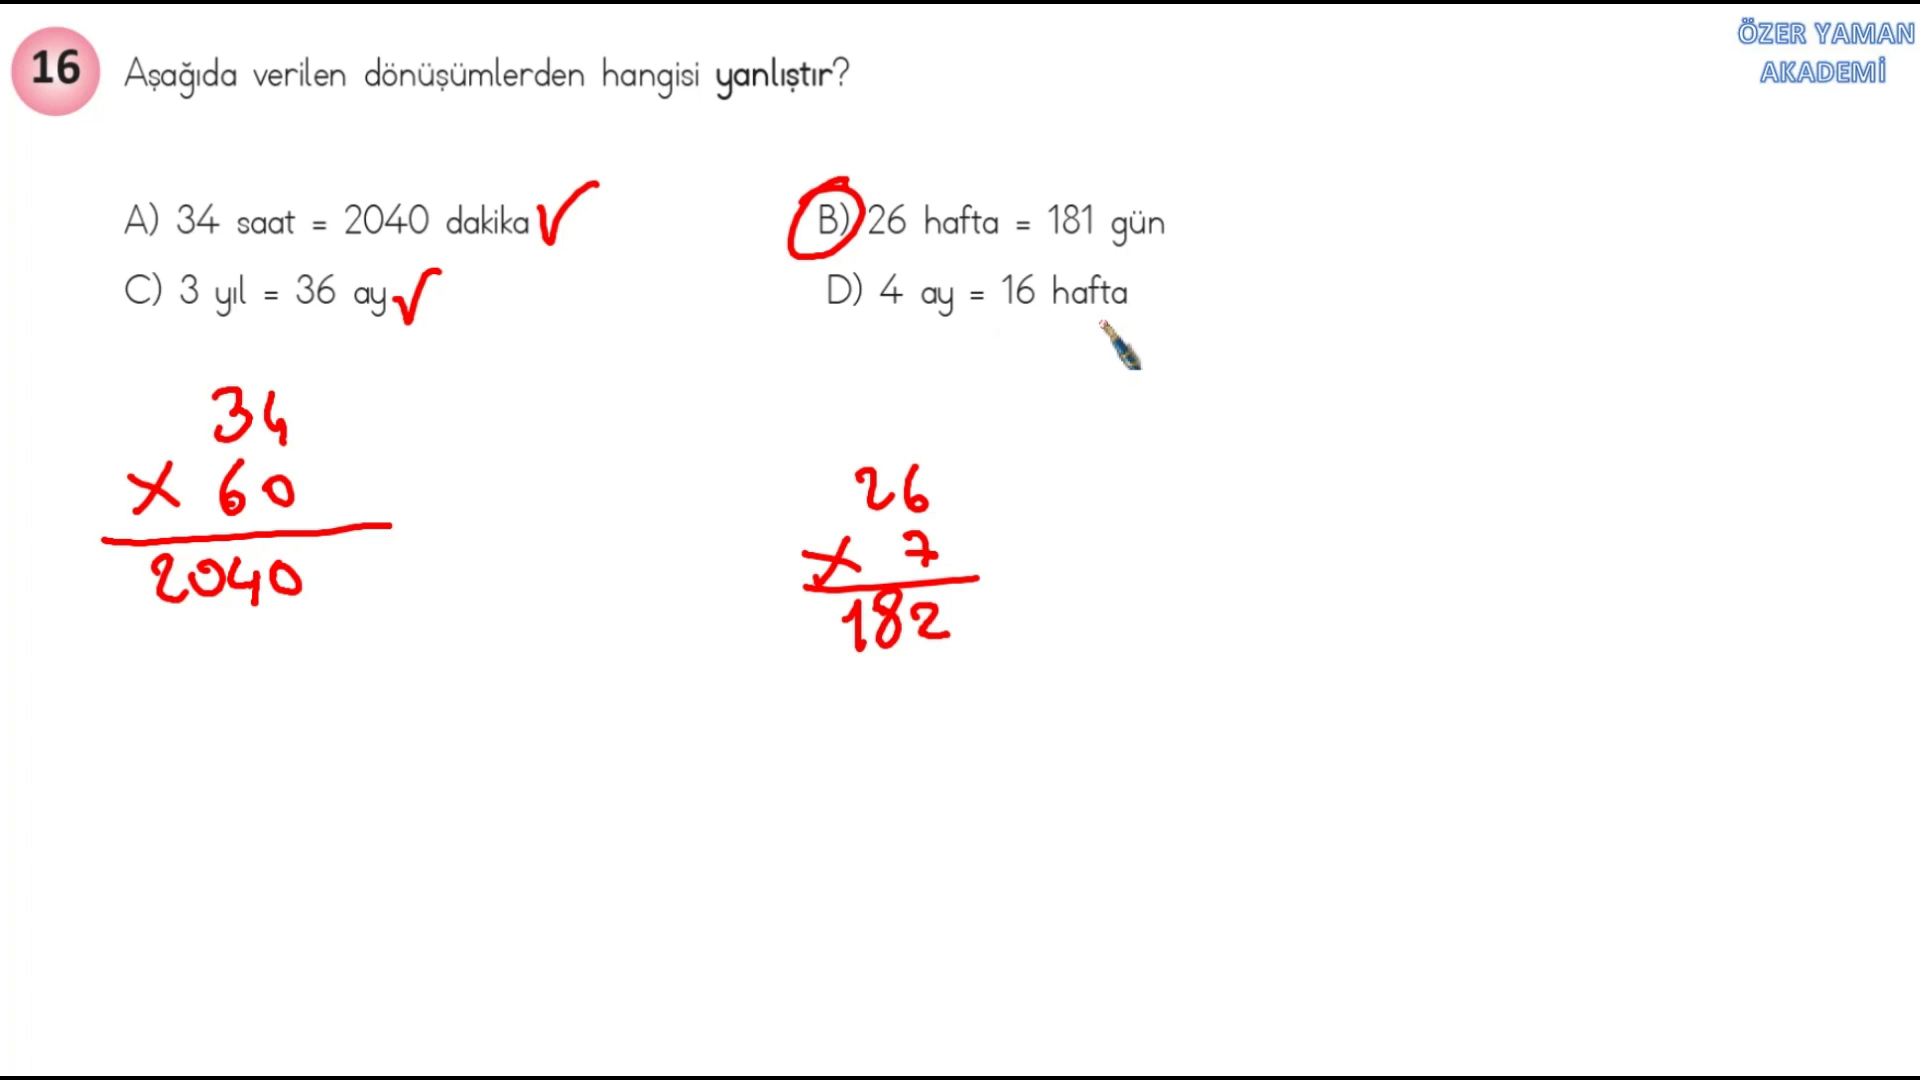 16 Aşağıda verilen dönüşümlerden hangisi yanlıştır?
ÖZER YAMAN
AKADEMİ
A) 34 saat = 2040 dakika
B) 26 hafta = 181 gün
C) 3 yıl = 36 ay
D) 4 ay = 16 hafta
34
x 60
2040
26
x 7
182